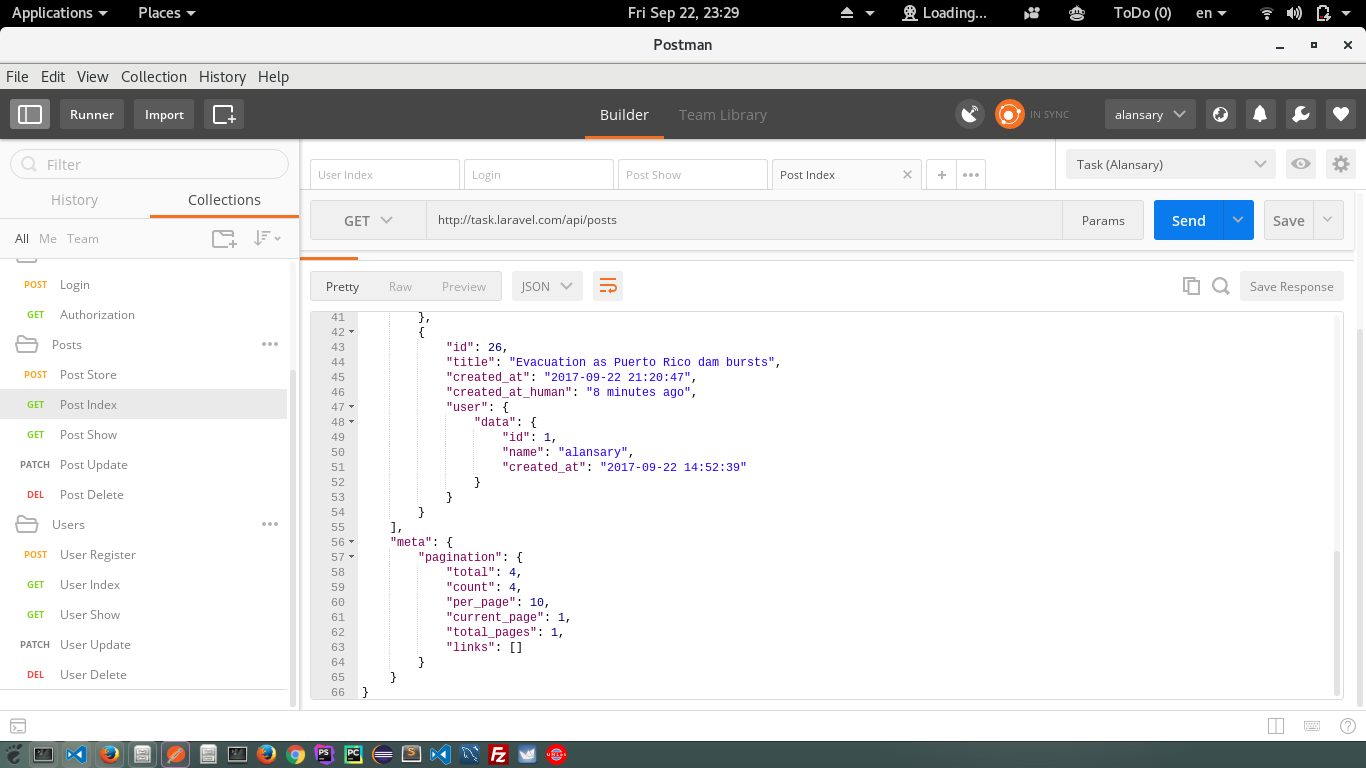 Applications Places Fri Sep 22, 23:29 Loading... ToDo (0) en
Postman
File Edit View Collection History Help
Runner Import Builder Team Library IN SYNC alansary
Filter
History Collections
All Me Team
POST Login
GET Authorization
Posts
POST Post Store
GET Post Index
GET Post Show
PATCH Post Update
DEL Post Delete
Users
POST User Register
GET User Index
GET User Show
PATCH User Update
DEL User Delete
User Index Login Post Show Post Index Task (Alansary)
GET http://task.laravel.com/api/posts Params Send Save
Pretty Raw Preview JSON Save Response
41 },
42 {
43 "id": 26,
44 "title": "Evacuation as Puerto Rico dam bursts",
45 "created_at": "2017-09-22 21:20:47",
46 "created_at_human": "8 minutes ago",
47 "user": {
48 "data": {
49 "id": 1,
50 "name": "alansary",
51 "created_at": "2017-09-22 14:52:39"
52 }
53 }
54 }
55 ],
56 "meta": {
57 "pagination": {
58 "total": 4,
59 "count": 4,
60 "per_page": 10,
61 "current_page": 1,
62 "total_pages": 1,
63 "links": []
64 }
65 }
66 }
PS PC S FZ